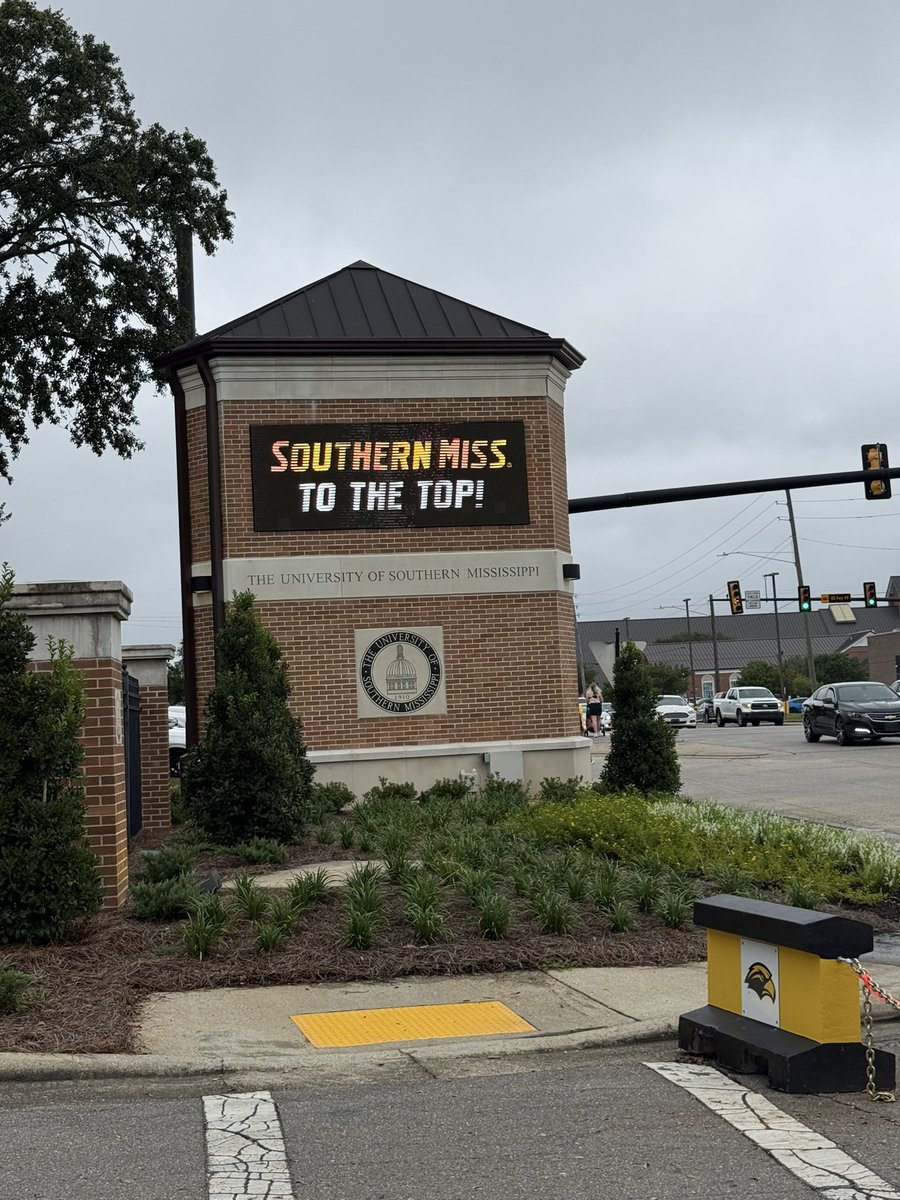 SOUTHERN MISS.
TO THE TOP!
THE UNIVERSITY OF SOUTHERN MISSISSIPPI
THE UNIVERSITY OF
SOUTHERN MISSISSIPPI
1910